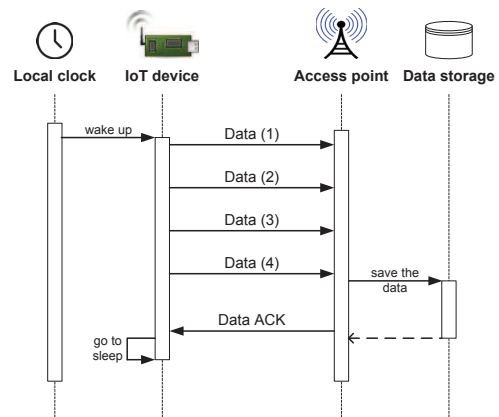 Local clock
IoT device
Access point
Data storage
wake up
Data (1)
Data (2)
Data (3)
Data (4)
save the
data
Data ACK
go to
sleep